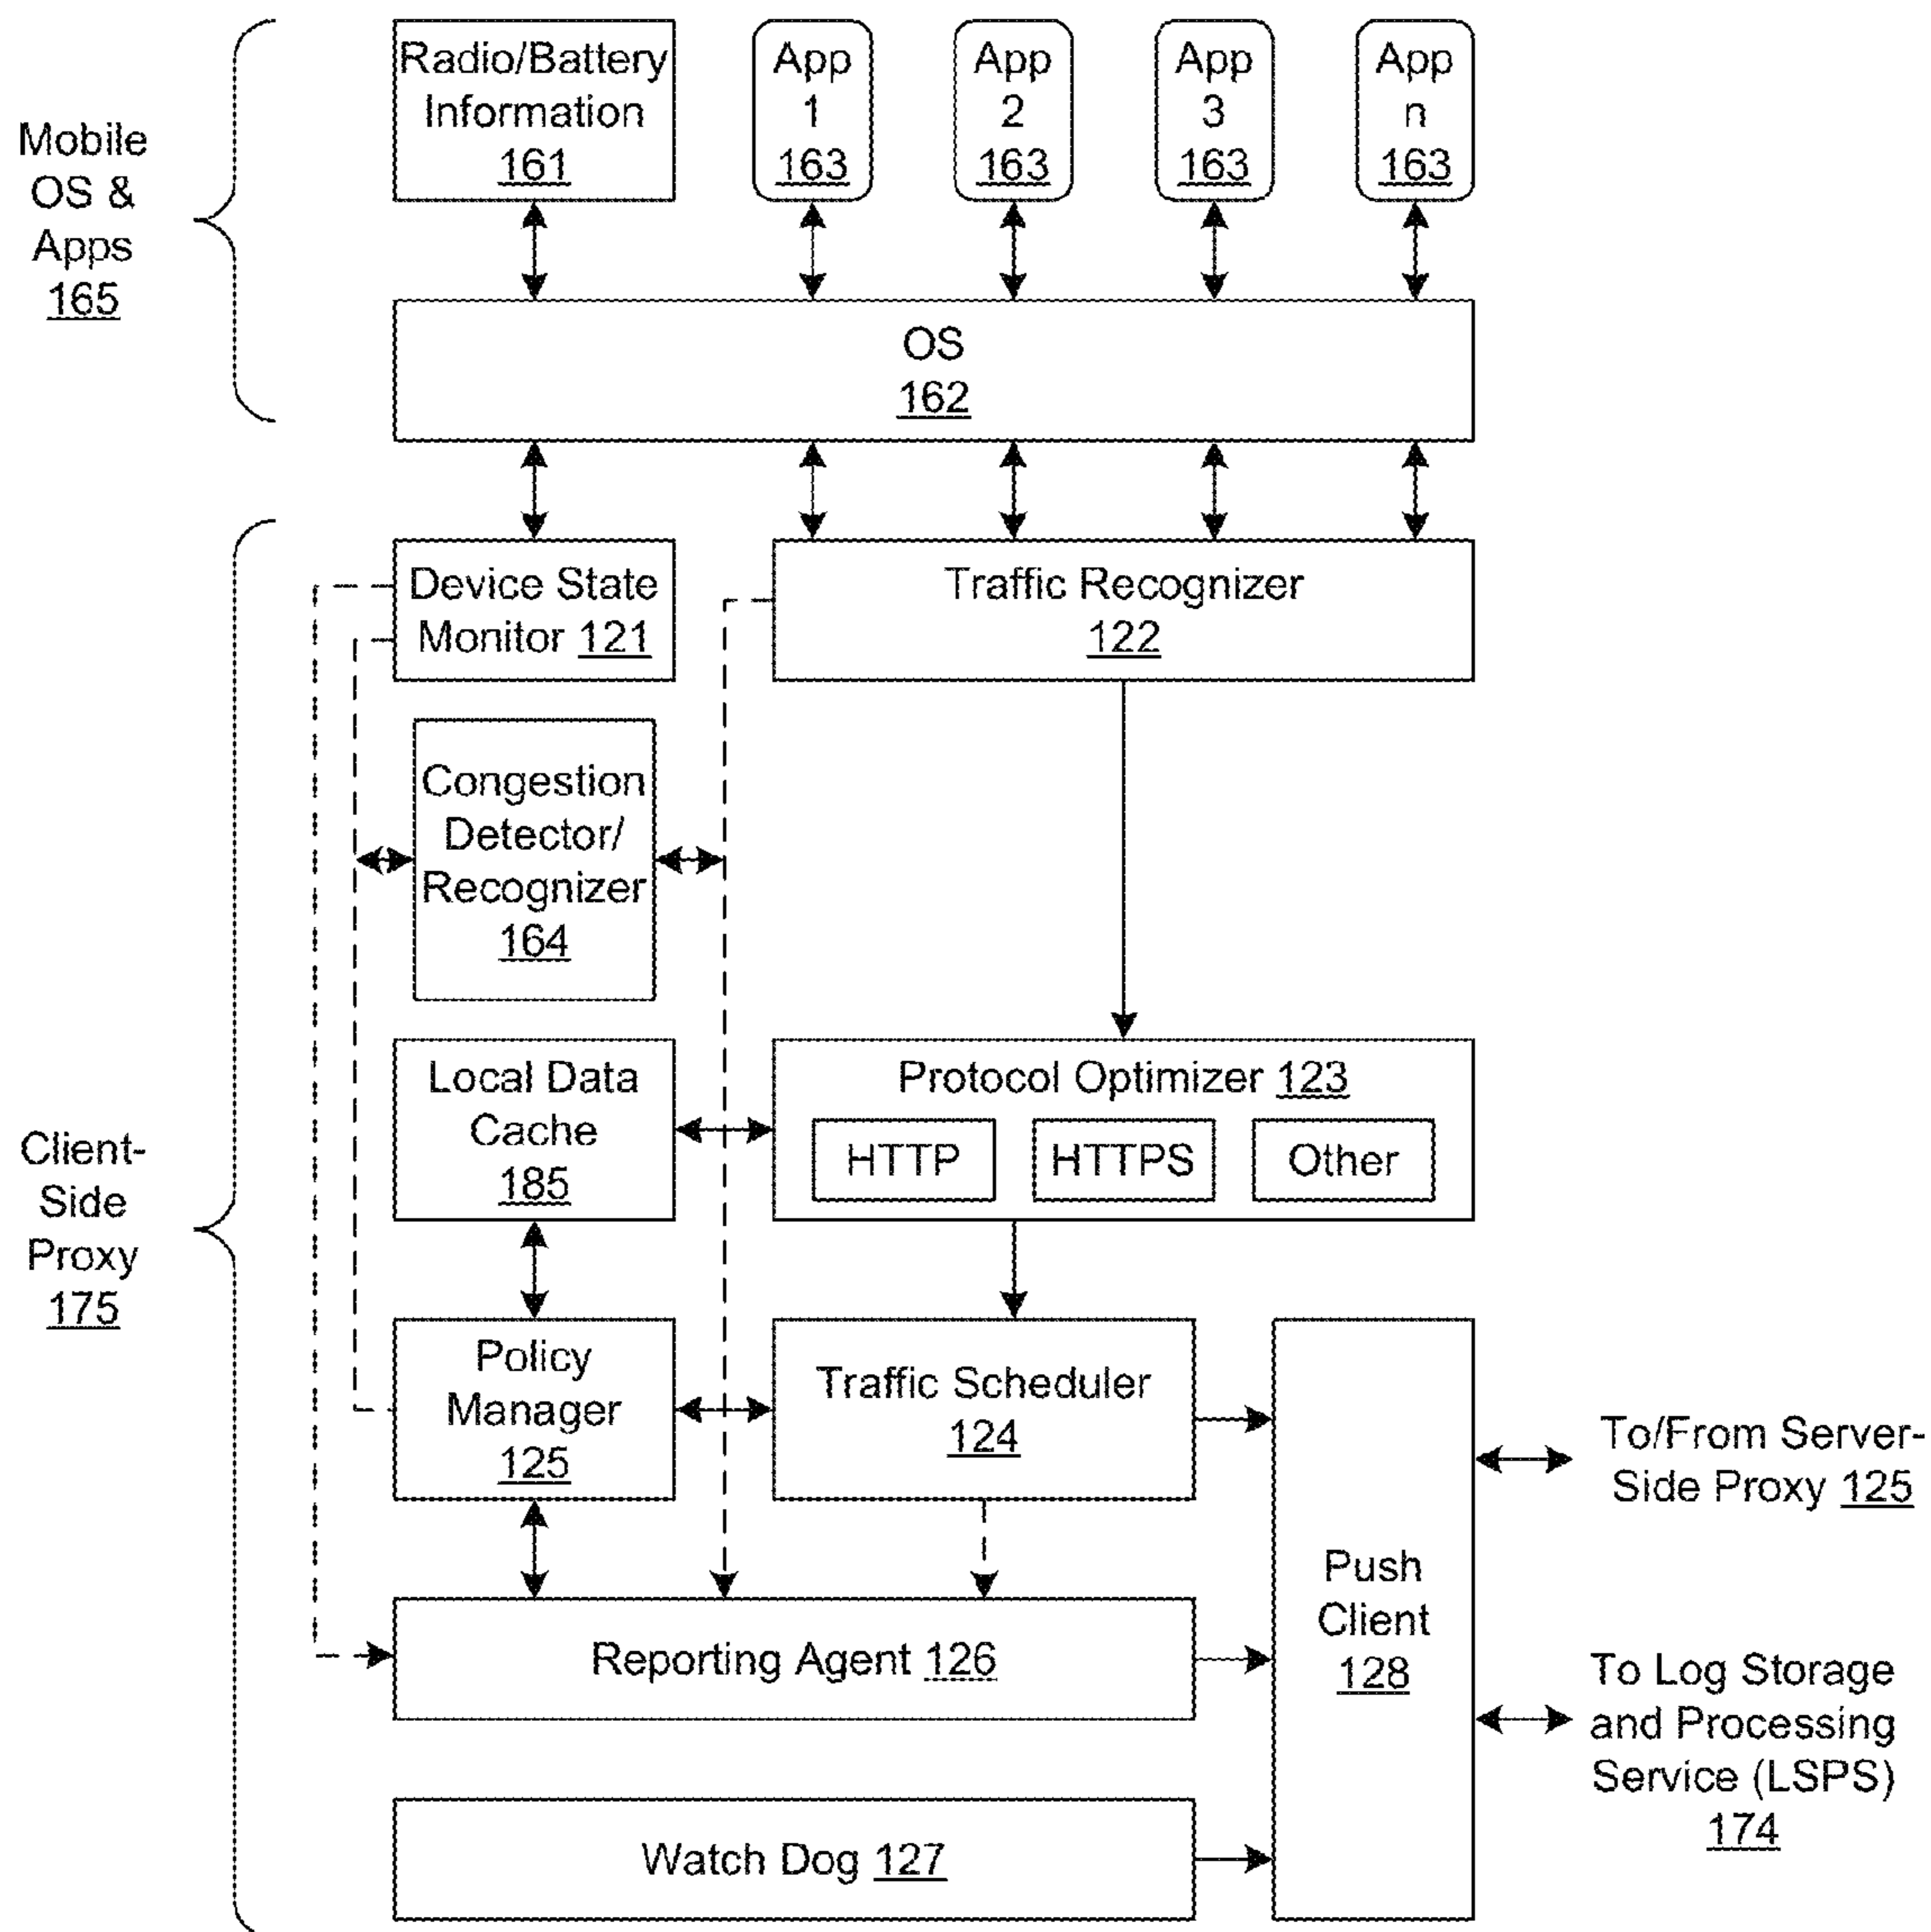 Mobile
OS &
Apps
165
Radio/Battery
Information
161
App
1
163
App
2
163
App
3
163
App
n
163
OS
162
Client-
Side
Proxy
175
Device State
Monitor 121
Traffic Recognizer
122
Congestion
Detector/
Recognizer
164
Local Data
Cache
185
Protocol Optimizer 123
HTTP
HTTPS
Other
Policy
Manager
125
Traffic Scheduler
124
Push
Client
128
To/From Server-
Side Proxy 125
Reporting Agent 126
To Log Storage
and Processing
Service (LSPS)
174
Watch Dog 127